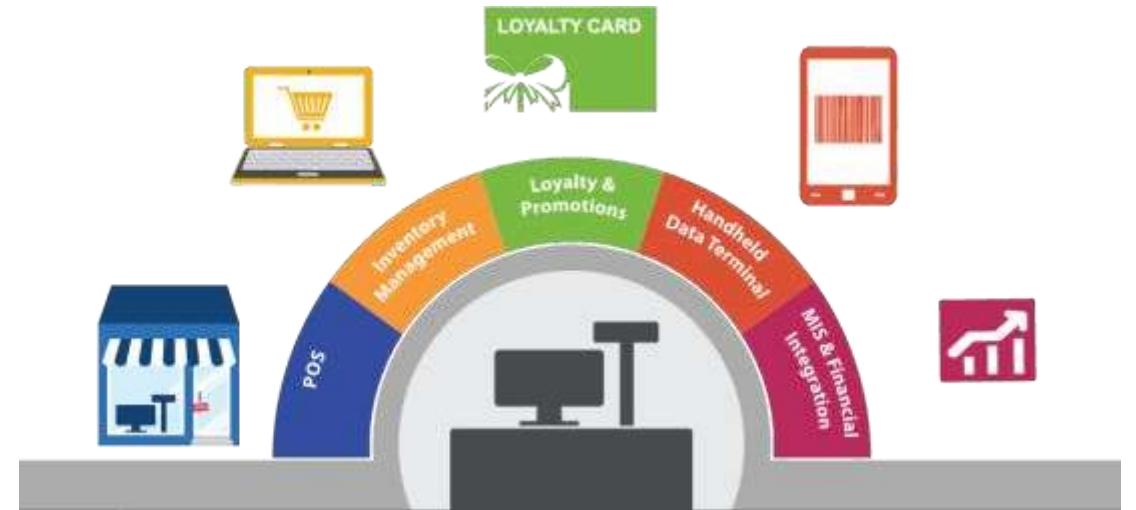 LOYALTY CARD
Loyalty &
Promotions
Inventory
Management
Handheld
Data Terminal
POS
MIS & Financial
Integration